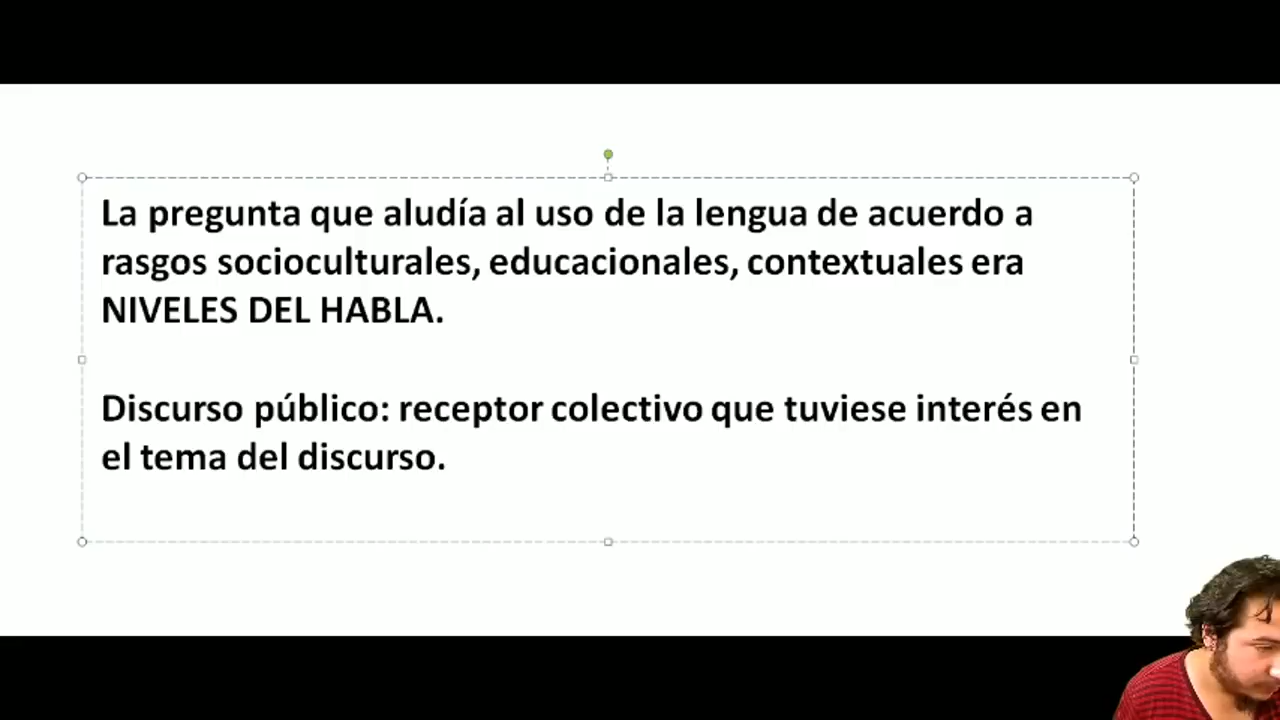 La pregunta que aludía al uso de la lengua de acuerdo a
rasgos socioculturales, educacionales, contextuales era
NIVELES DEL HABLA.
Discurso público: receptor colectivo que tuviese interés en
el tema del discurso.